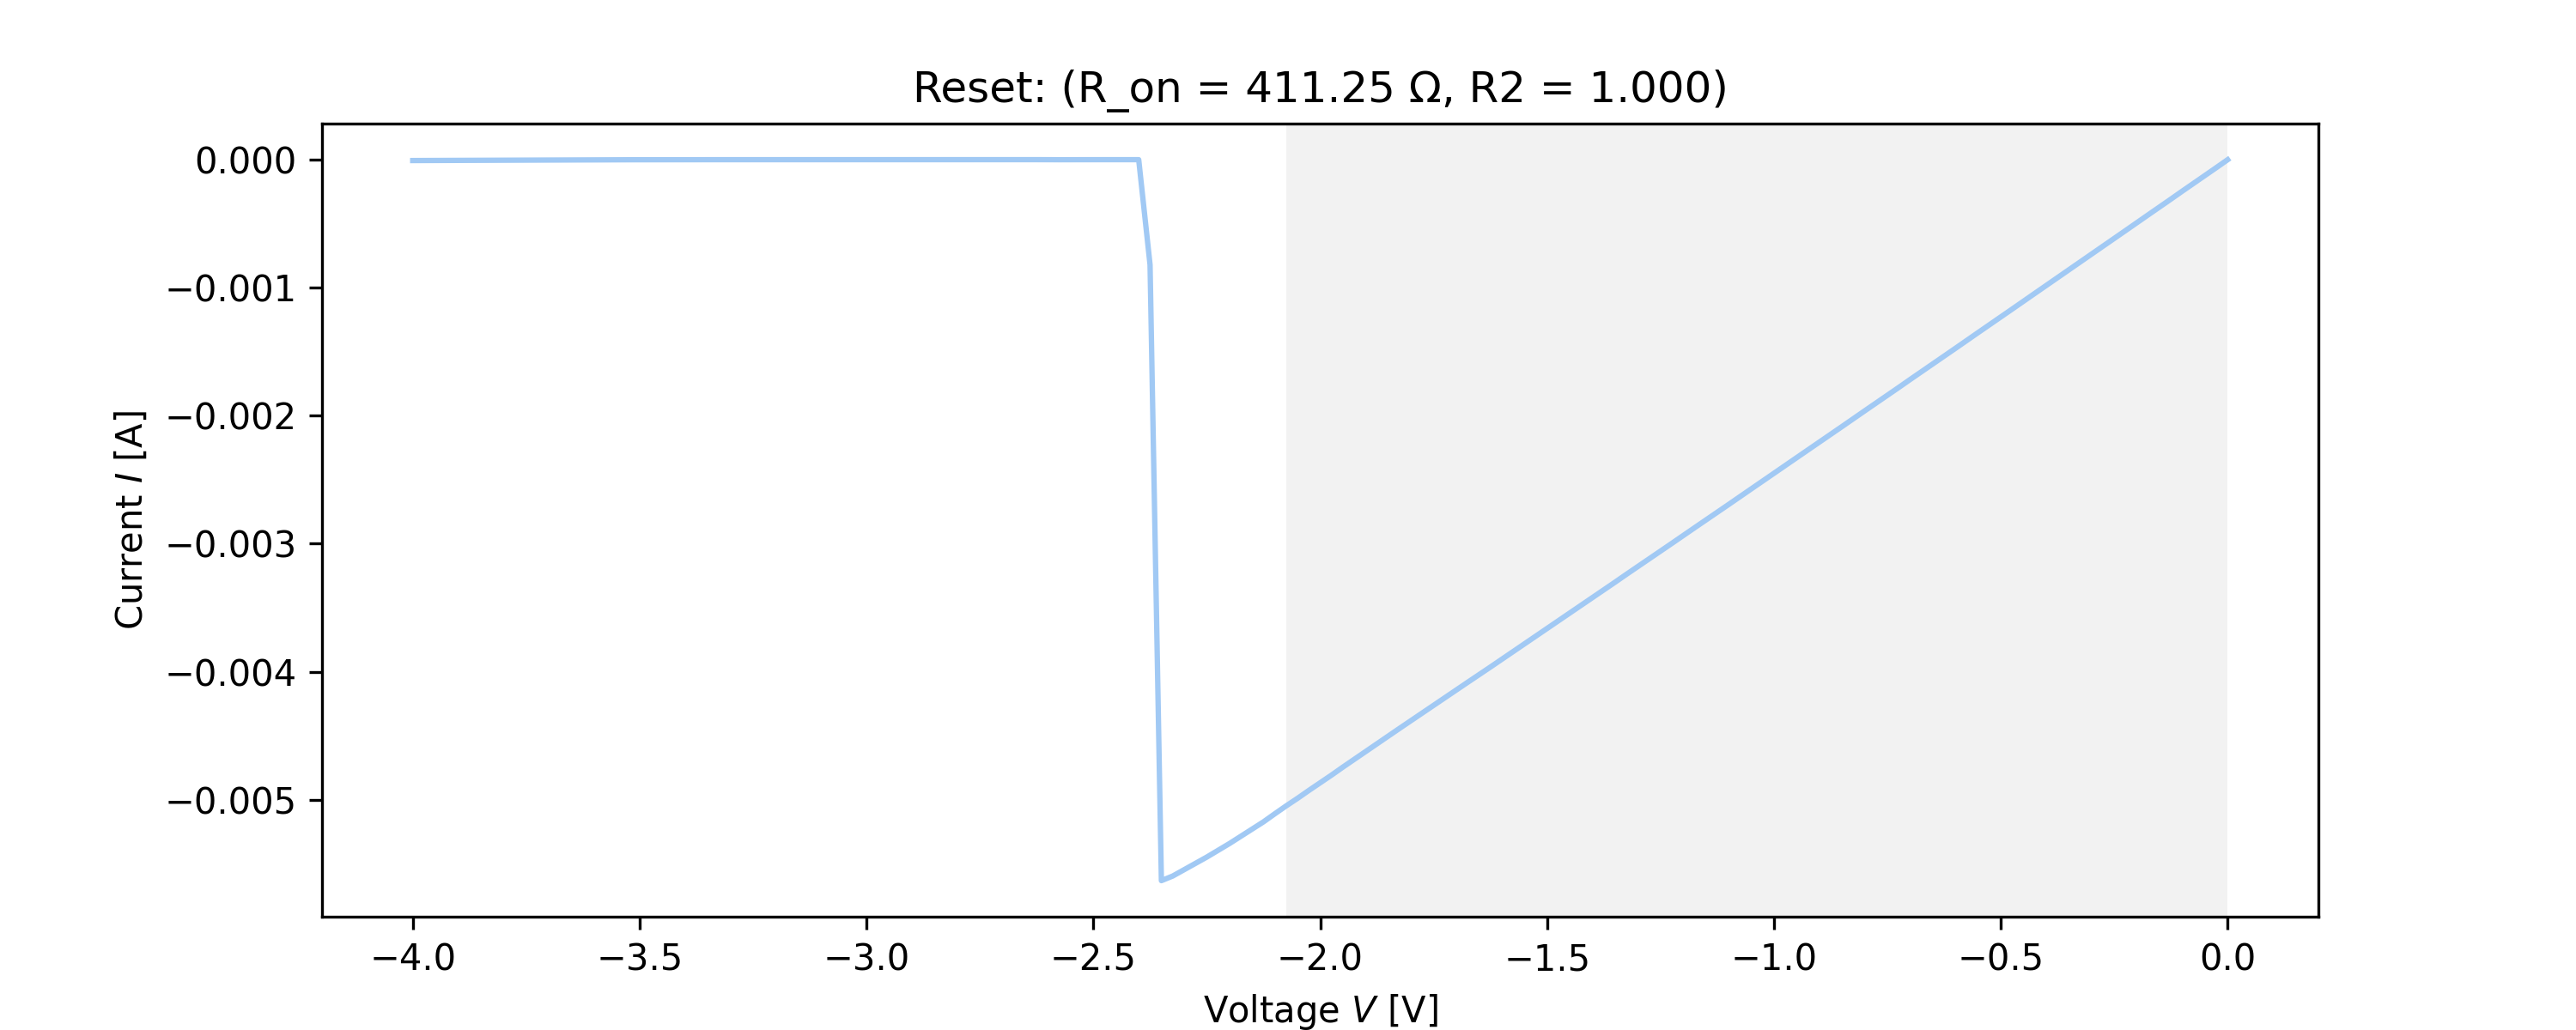 Reset: (R_on = 411.25 Ω, R2 = 1.000)
0.000
−0.001
−0.002
−0.003
−0.004
−0.005
Current I [A]
−4.0 −3.5 −3.0 −2.5 −2.0 −1.5 −1.0 −0.5 0.0
Voltage V [V]